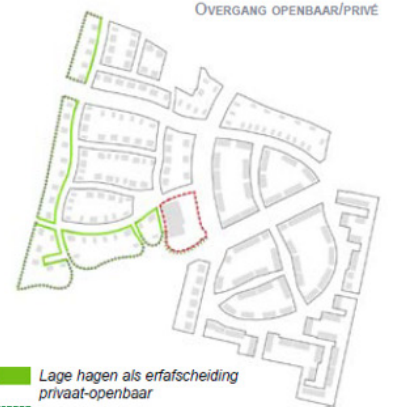 OVERGANG OPENBAAR/PRIVÉ
Lage hagen als erfafscheiding
privaat-openbaar